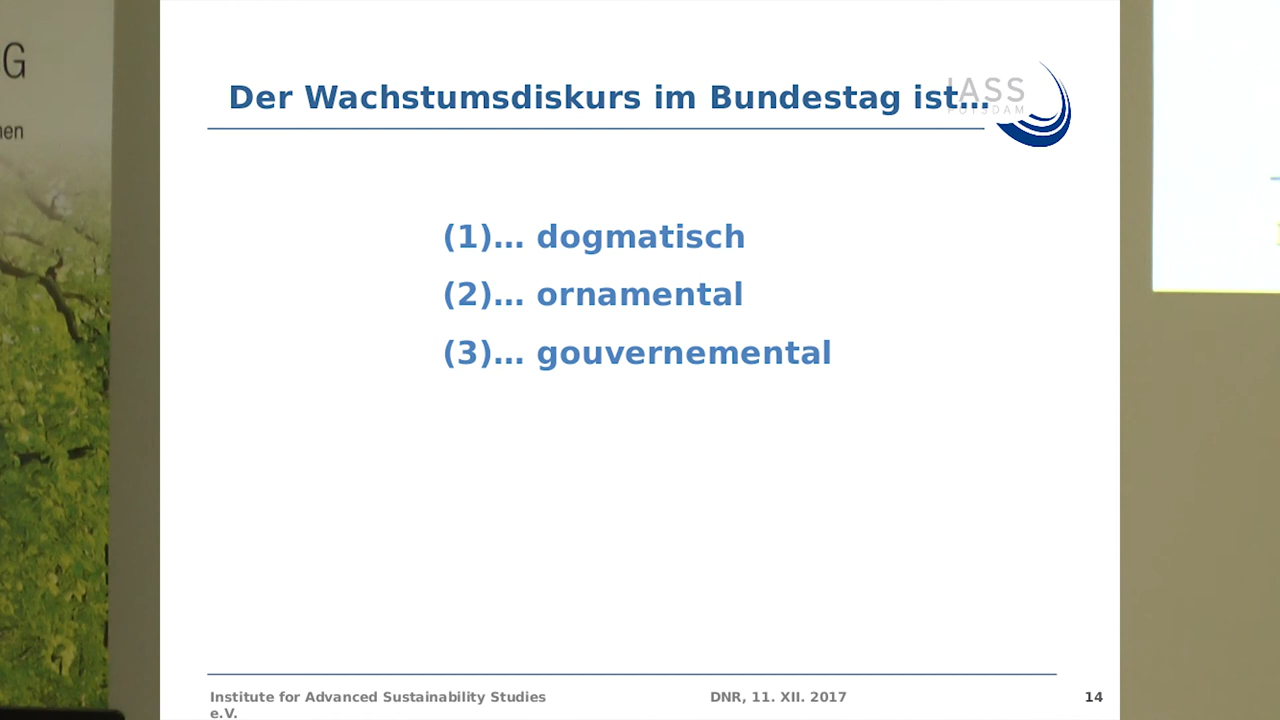 G
nen
Der Wachstumsdiskurs im Bundestag ist...
IASS
POTSDAM
(1)... dogmatisch
(2)... ornamental
(3)... gouvernemental
Institute for Advanced Sustainability Studies
e.V.
DNR, 11. XII. 2017
14